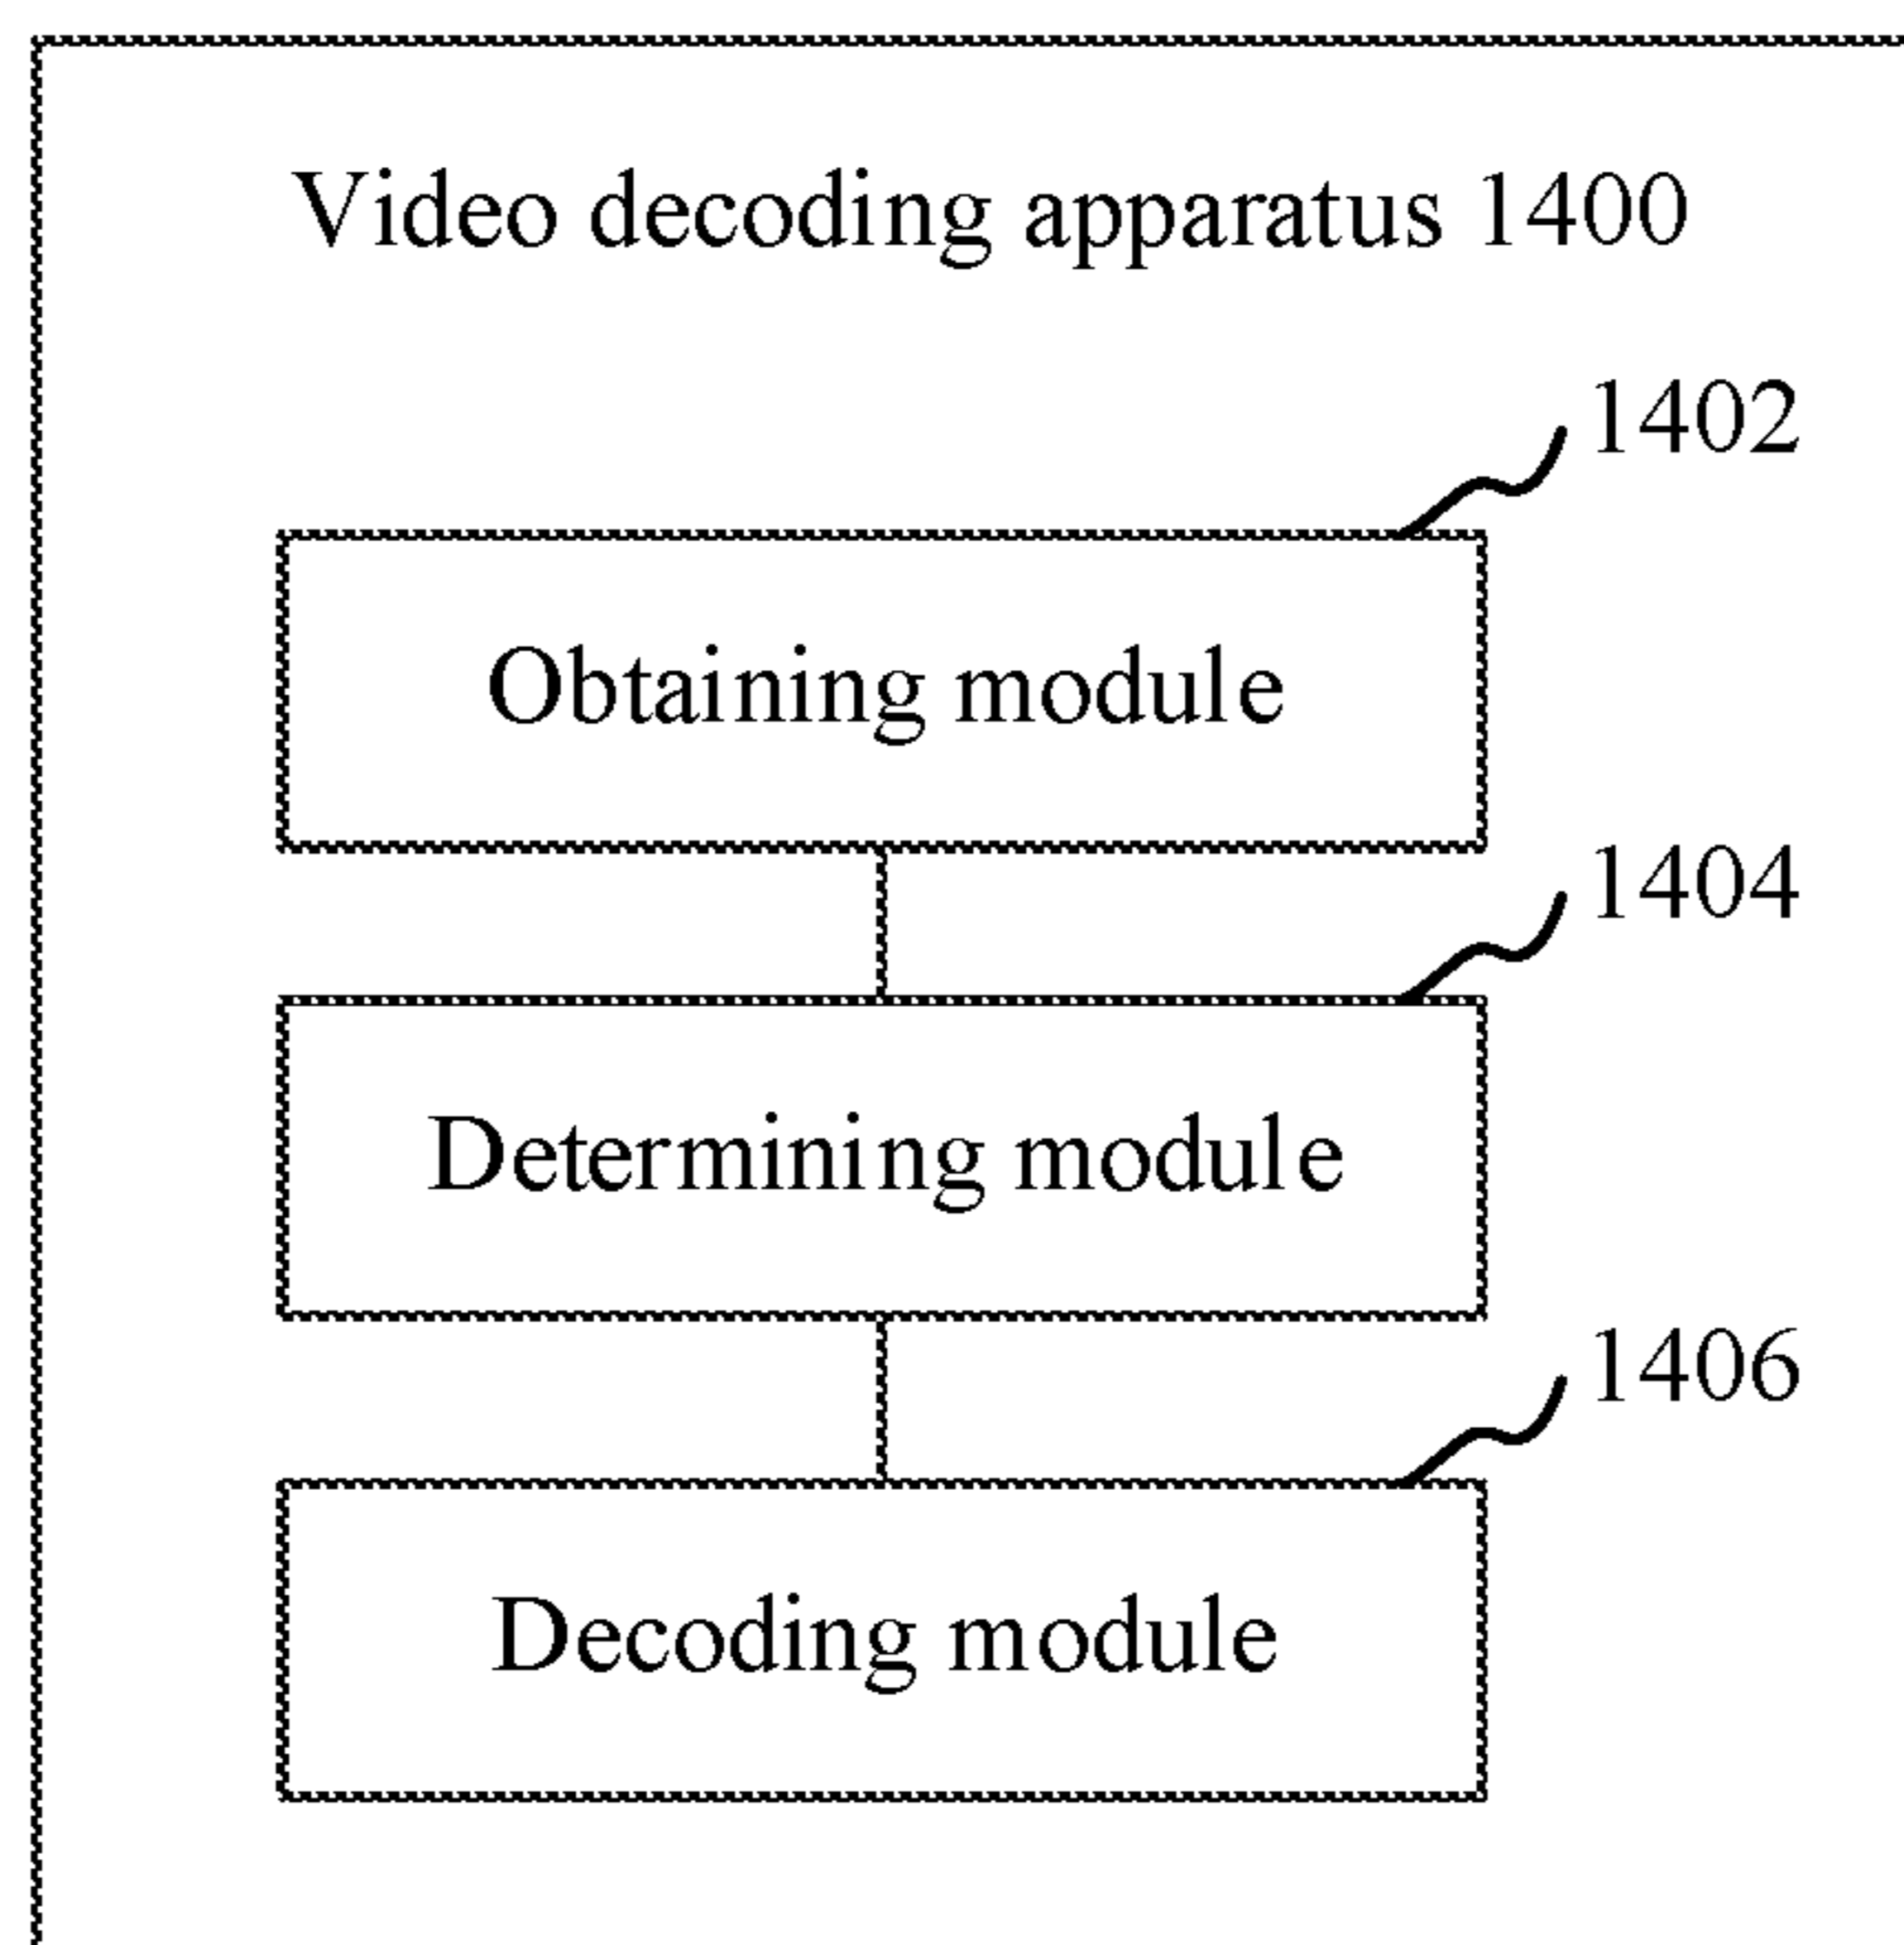 Video decoding apparatus 1400
1402
Obtaining module
1404
Determining module
1406
Decoding module